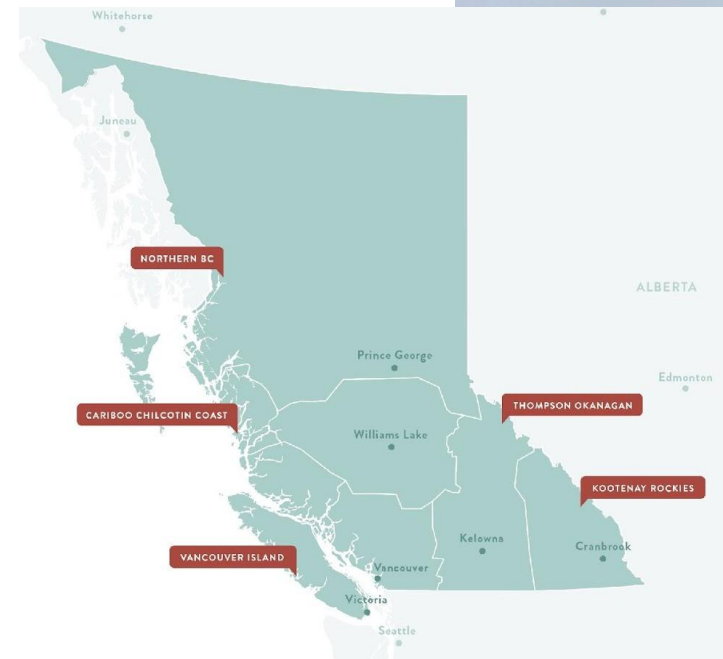 Whitehorse
Juneau
NORTHERN BC
ALBERTA
Prince George
Edmonton
THOMPSON OKANAGAN
CARIBOO CHILCOTIN COAST
Williams Lake
KOOTENAY ROCKIES
Kelowna
Cranbrook
VANCOUVER ISLAND
Vancouver
Victoria
Seattle